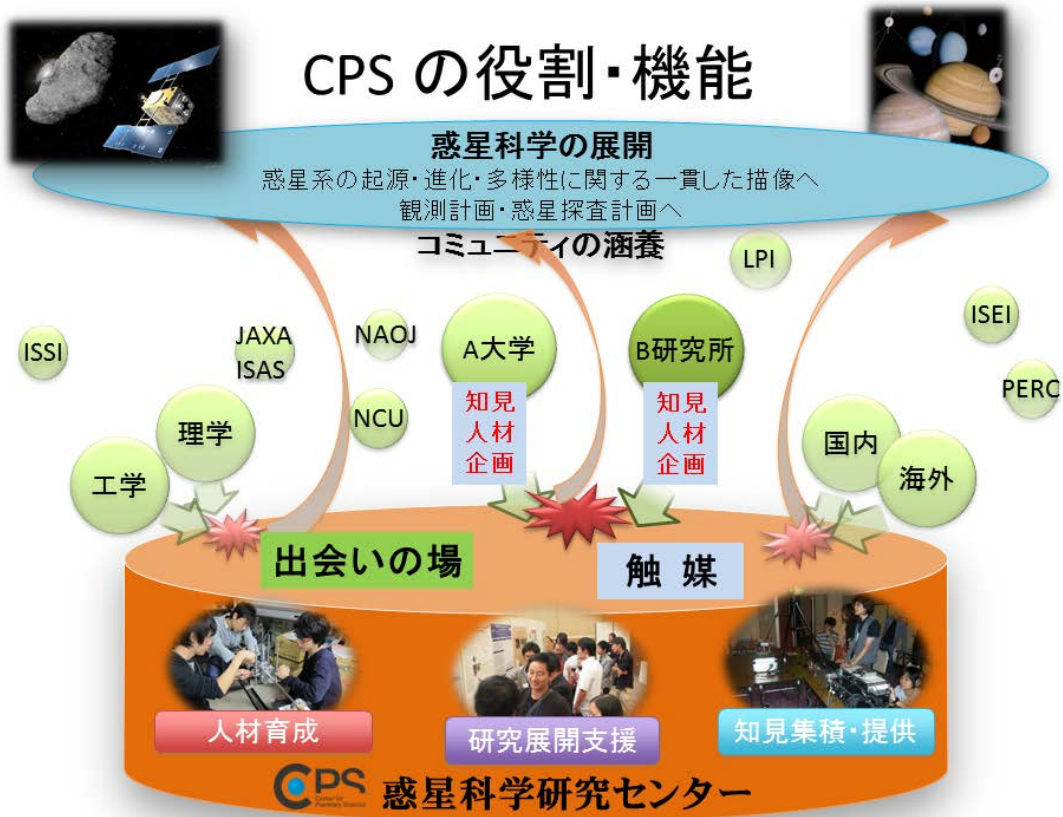 CPS の役割・機能
惑星科学の展開
惑星系の起源・進化・多様性に関する一貫した描像へ
観測計画・惑星探査計画へ
コミュニティの涵養
LPI
ISEI
ISSI
JAXA
ISAS
NAOJ
A大学
B研究所
PERC
知見
人材
企画
知見
人材
企画
NCU
理学
工学
国内
海外
出会いの場
触 媒
人材育成
研究展開支援
知見集積・提供
CPS
Center for
Planetary Science
惑星科学研究センター